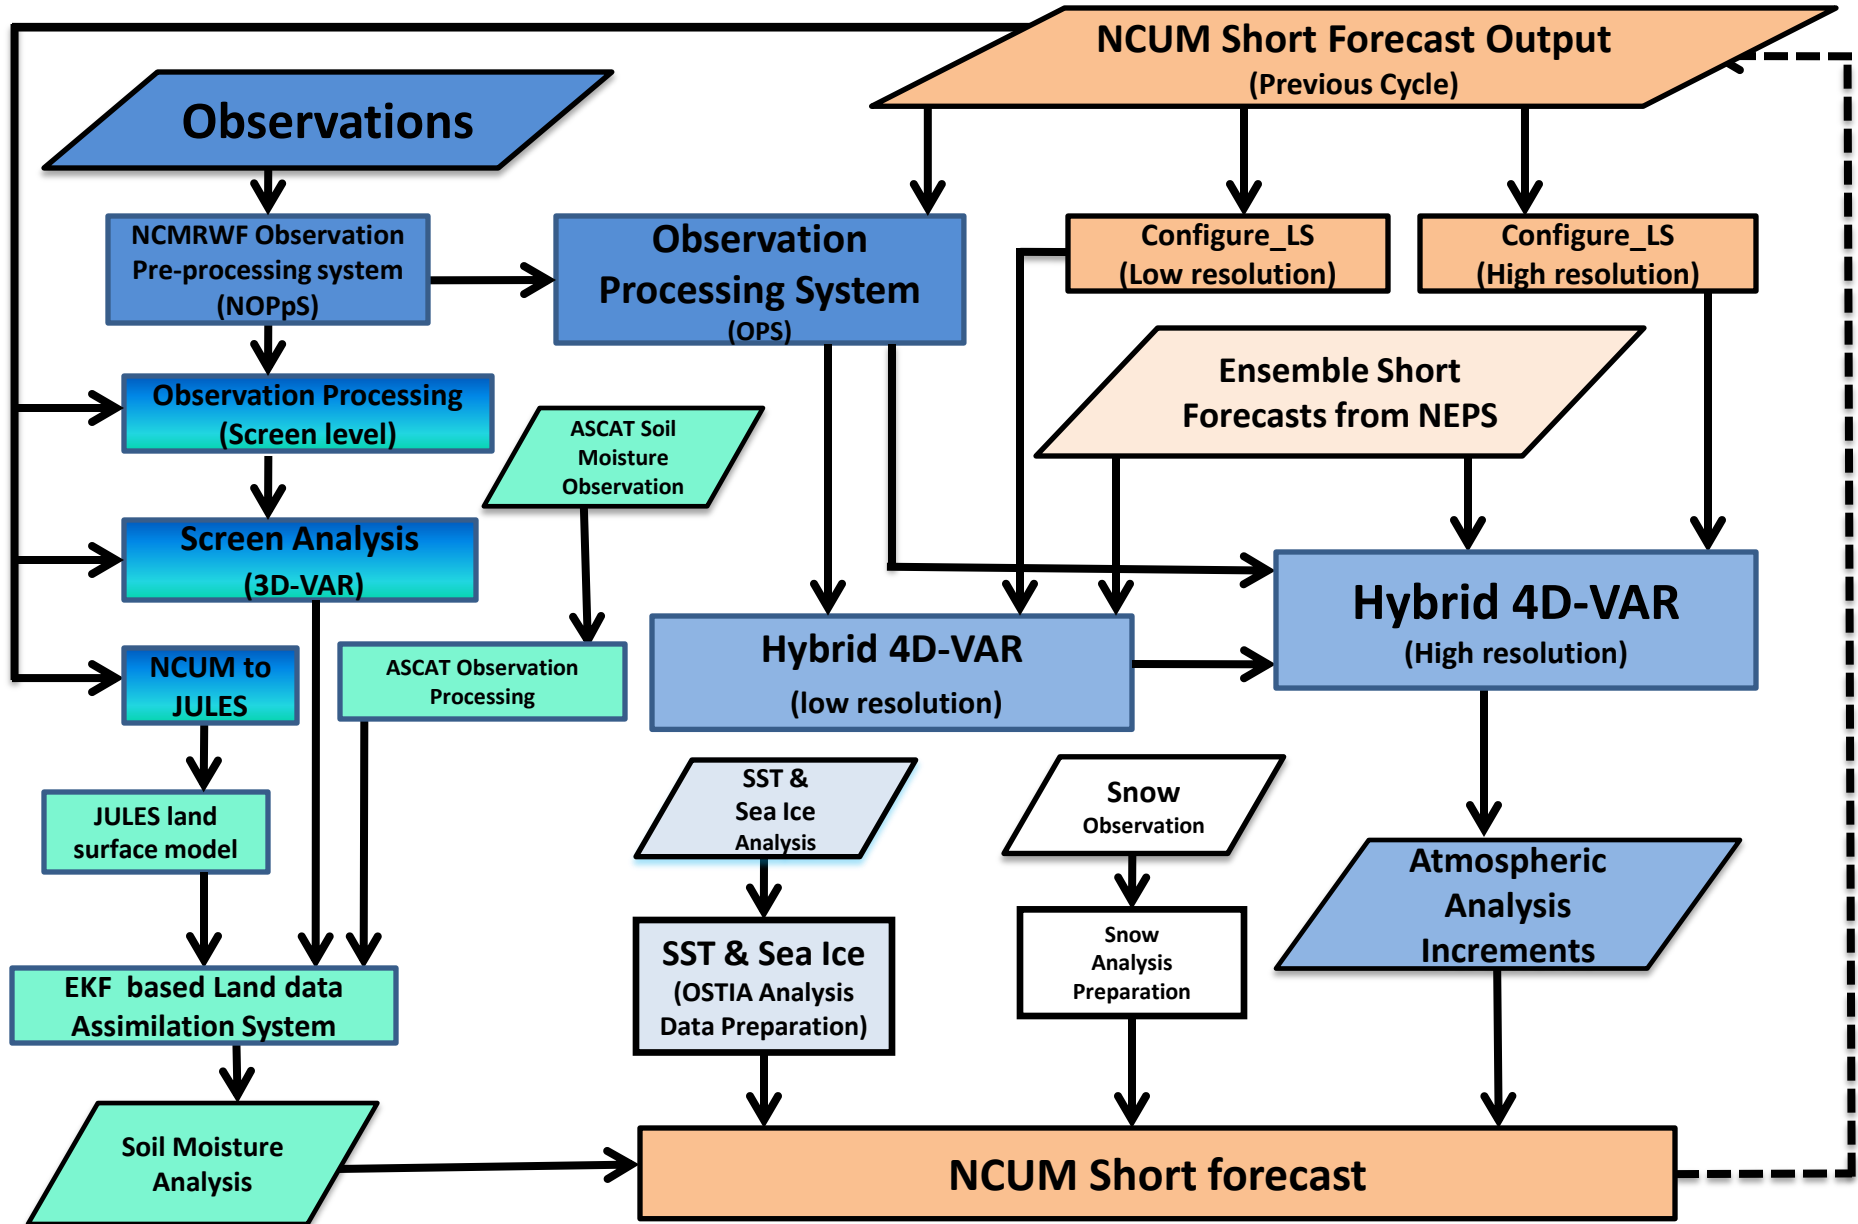 NCUM Short Forecast Output
(Previous Cycle)
Observations
NCMRWF Observation
Pre-processing system
(NOPpS)
Observation
Processing System
(OPS)
Configure_LS
(Low resolution)
Configure_LS
(High resolution)
Ensemble Short
Forecasts from NEPS
Observation Processing
(Screen level)
ASCAT Soil
Moisture
Observation
Screen Analysis
(3D-VAR)
Hybrid 4D-VAR
(High resolution)
Hybrid 4D-VAR
(low resolution)
NCUM to
JULES
ASCAT Observation
Processing
JULES land
surface model
SST &
Sea Ice
Analysis
Snow
Observation
Atmospheric
Analysis
Increments
SST & Sea Ice
(OSTIA Analysis
Data Preparation)
Snow
Analysis
Preparation
EKF  based Land data
Assimilation System
Soil Moisture
Analysis
NCUM Short forecast